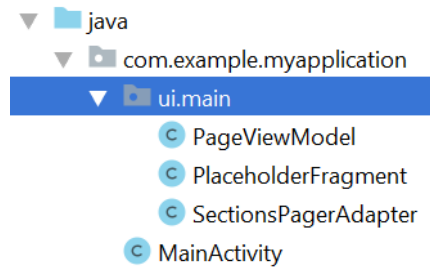 java
com.example.myapplication
ui.main
C PageViewModel
C PlaceholderFragment
C SectionsPagerAdapter
C MainActivity